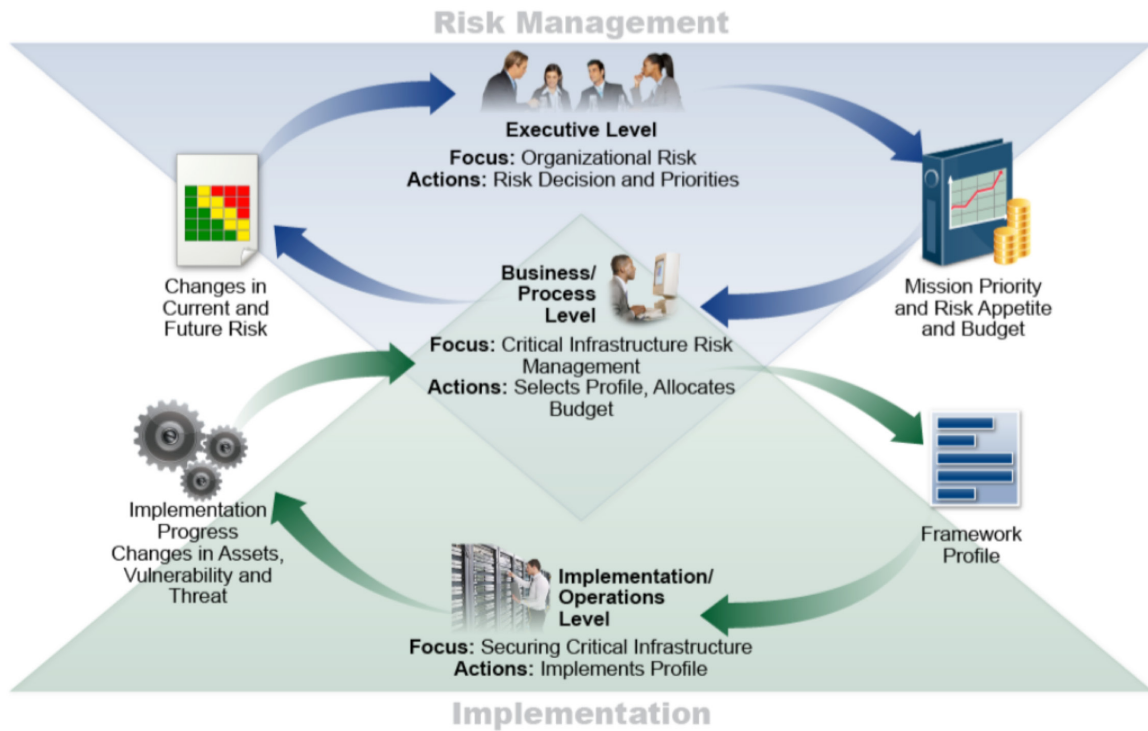 Risk Management
Executive Level
Focus: Organizational Risk
Actions: Risk Decision and Priorities
Changes in
Current and
Future Risk
Mission Priority
and Risk Appetite
and Budget
Business/
Process
Level
Focus: Critical Infrastructure Risk
Management
Actions: Selects Profile, Allocates
Budget
Implementation
Progress
Changes in Assets,
Vulnerability and
Threat
Framework
Profile
Implementation/
Operations
Level
Focus: Securing Critical Infrastructure
Actions: Implements Profile
Implementation